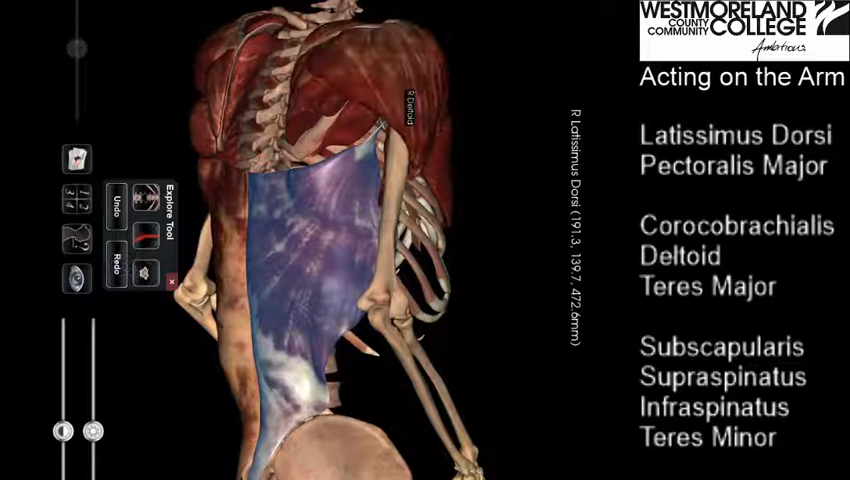 WESTMORELAND
COUNTY
COMMUNITY COLLEGE
Ambitious.
Acting on the Arm
Latissimus Dorsi
Pectoralis Major
Corocobrachialis
Deltoid
Teres Major
Subscapularis
Supraspinatus
Infraspinatus
Teres Minor
R Deltoid
R Latissimus Dorsi (191.3, 139.7, 472.6mm)
Explore Tool
Undo
Redo
x